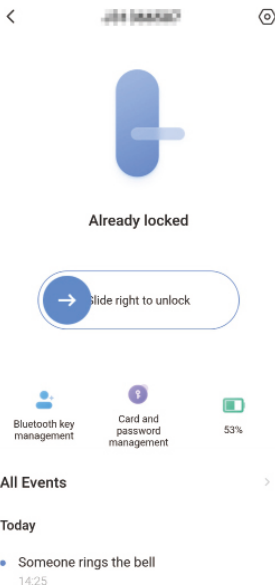 Already locked
Slide right to unlock
Bluetooth key
management
Card and
password
management
53%
All Events
Today
Someone rings the bell
14:25